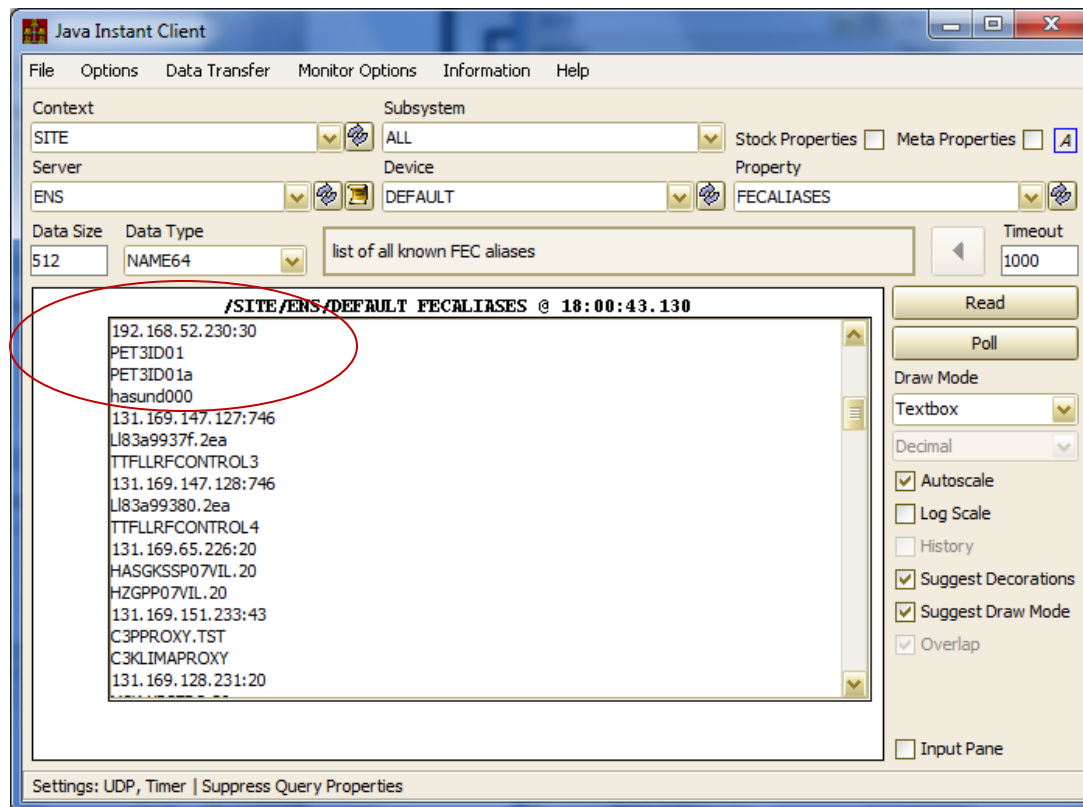 Java Instant Client
File Options Data Transfer Monitor Options Information Help
Context Subsystem
SITE ALL Stock Properties Meta Properties A
Server Device Property
ENS DEFAULT FECALIASES
Data Size Data Type Timeout
512 NAME64 list of all known FEC aliases 1000
/SITE/ENS/DEFAULT FECALIASES @ 18:00:43.130
192.168.52.230:30
PET3ID01
PET3ID01a
hasund000
131.169.147.127:746
Ll83a9937f.2ea
TTFLLRFCONTROL3
131.169.147.128:746
Ll83a99380.2ea
TTFLLRFCONTROL4
131.169.65.226:20
HASGKSSP07VIL.20
HZGPP07VIL.20
131.169.151.233:43
C3PPROXY.TST
C3KLIMAPROXY
131.169.128.231:20
Read
Poll
Draw Mode
Textbox
Decimal
Autoscale
Log Scale
History
Suggest Decorations
Suggest Draw Mode
Overlap
Input Pane
Settings: UDP, Timer | Suppress Query Properties